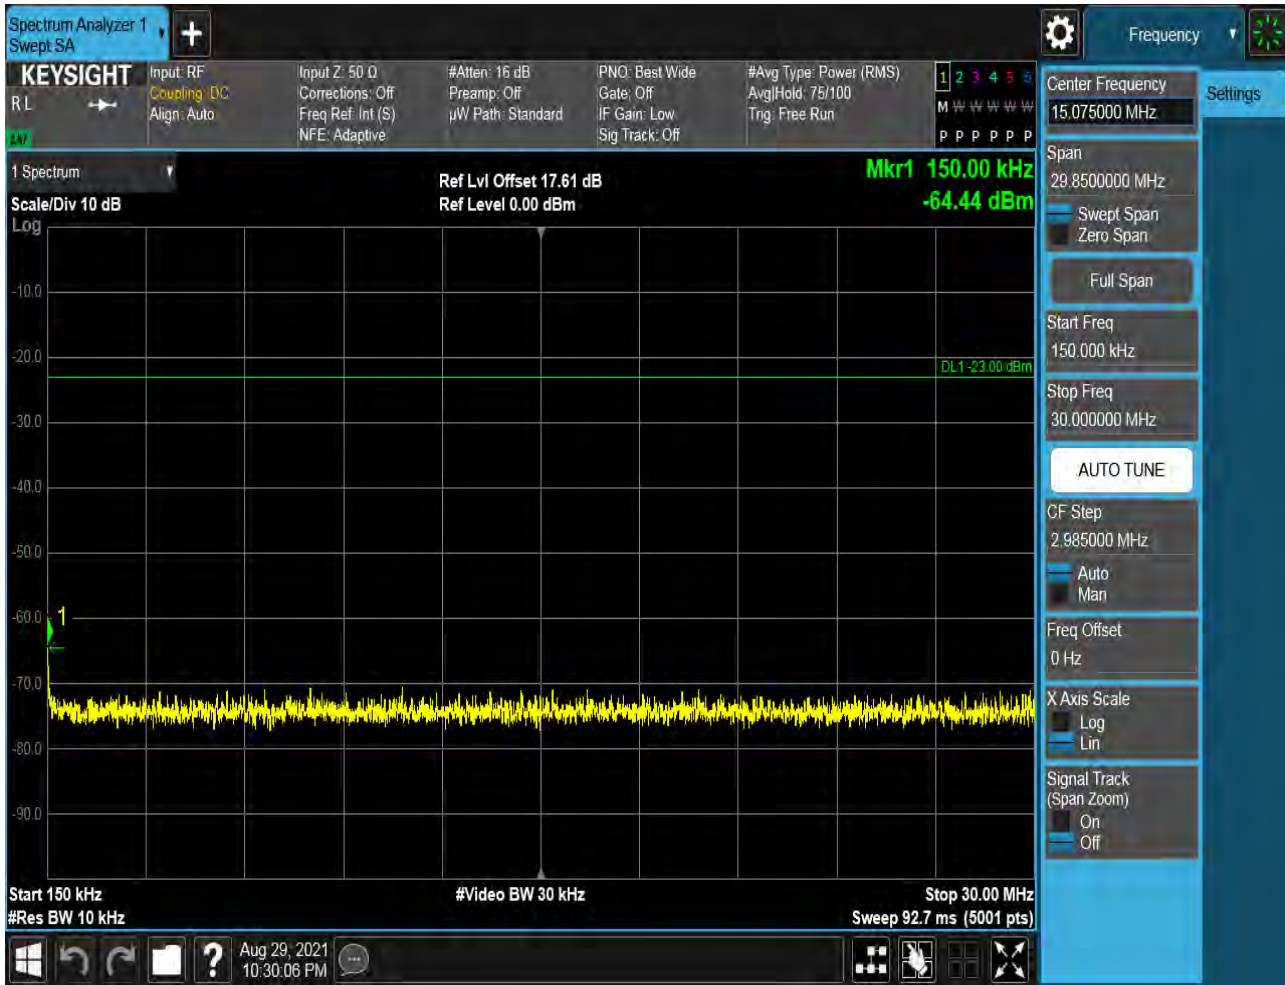 Spectrum Analyzer 1
Swept SA
Frequency
KEYSIGHT
R L
LNI
Input: RF
Coupling: DC
Align: Auto
Input Z: 50 Ω
Corrections: Off
Freq Ref: Int (S)
NFE: Adaptive
#Atten: 16 dB
Preamp: Off
µW Path: Standard
PNO: Best Wide
Gate: Off
IF Gain: Low
Sig Track: Off
#Avg Type: Power (RMS)
Avg|Hold: 75/100
Trig: Free Run
1 2 3 4 5 6
M W W W W W
P P P P P P
1 Spectrum
Scale/Div 10 dB
Log
Ref Lvl Offset 17.61 dB
Ref Level 0.00 dBm
Mkr1 150.00 kHz
-64.44 dBm
-10.0
-20.0
DL1 -23.00 dBm
-30.0
-40.0
-50.0
-60.0
1
-70.0
-80.0
-90.0
Start 150 kHz
#Video BW 30 kHz
Stop 30.00 MHz
#Res BW 10 kHz
Sweep 92.7 ms (5001 pts)
Aug 29, 2021
10:30:06 PM
Center Frequency
15.075000 MHz
Settings
Span
29.8500000 MHz
Swept Span
Zero Span
Full Span
Start Freq
150.000 kHz
Stop Freq
30.000000 MHz
AUTO TUNE
CF Step
2.985000 MHz
Auto
Man
Freq Offset
0 Hz
X Axis Scale
Log
Lin
Signal Track
(Span Zoom)
On
Off